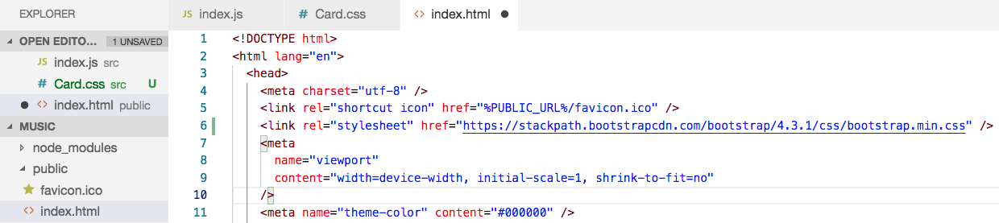 EXPLORER
JS index.js
# Card.css
<> index.html ●
OPEN EDITO... 1 UNSAVED
JS index.js src
# Card.css src U
● <> index.html public
MUSIC
node_modules
public
favicon.ico
<> index.html
1 <!DOCTYPE html>
2 <html lang="en">
3 <head>
4 <meta charset="utf-8" />
5 <link rel="shortcut icon" href="%PUBLIC_URL%/favicon.ico" />
6 <link rel="stylesheet" href="https://stackpath.bootstrapcdn.com/bootstrap/4.3.1/css/bootstrap.min.css" />
7 <meta
8 name="viewport"
9 content="width=device-width, initial-scale=1, shrink-to-fit=no"
10 />
11 <meta name="theme-color" content="#000000" />